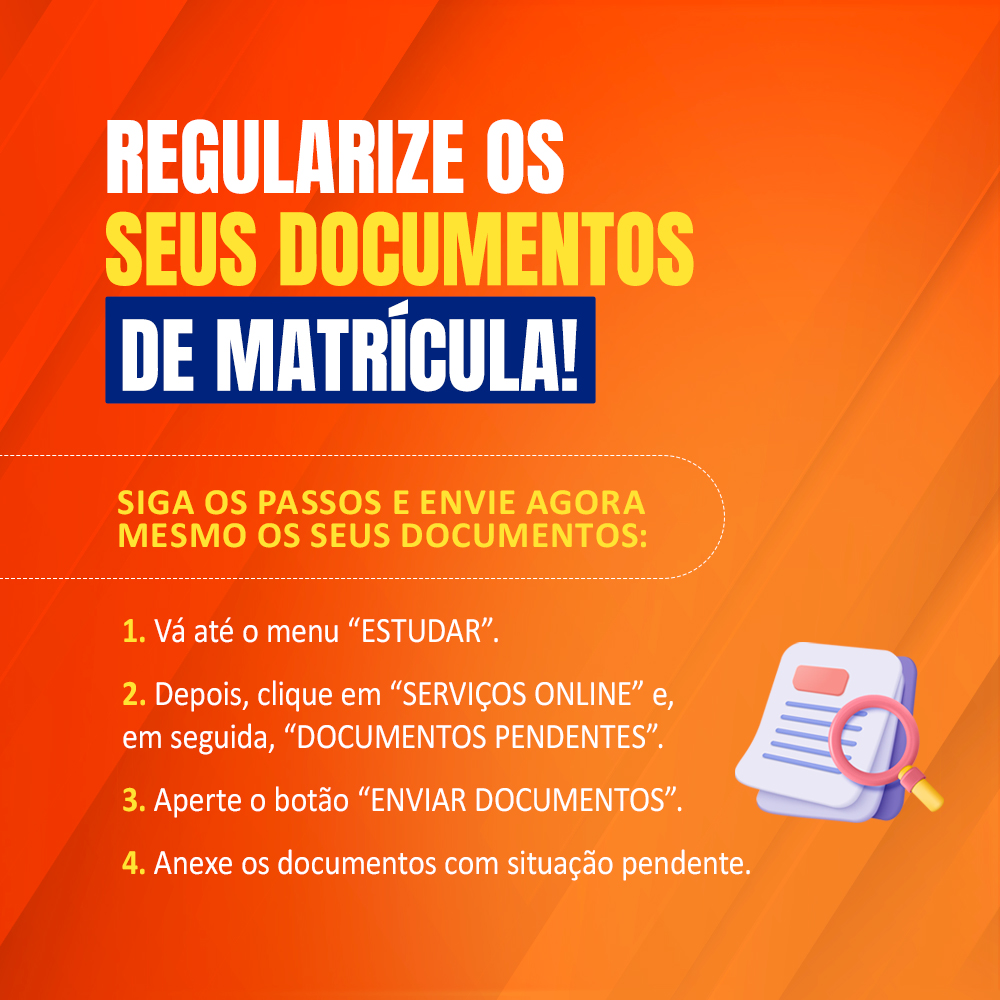 REGULARIZE OS
SEUS DOCUMENTOS
DE MATRÍCULA!
SIGA OS PASSOS E ENVIE AGORA
MESMO OS SEUS DOCUMENTOS:
1. Vá até o menu “ESTUDAR”.
2. Depois, clique em “SERVIÇOS ONLINE” e,
em seguida, “DOCUMENTOS PENDENTES”.
3. Aperte o botão “ENVIAR DOCUMENTOS”.
4. Anexe os documentos com situação pendente.